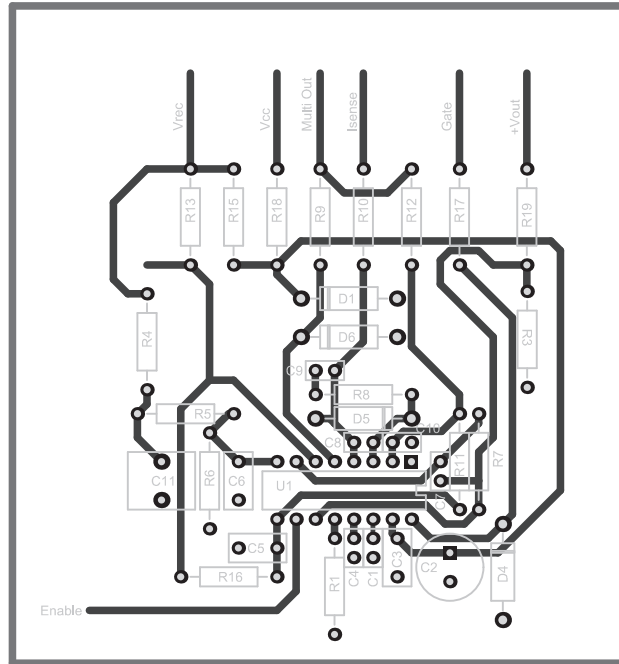 Vrec
Vcc
Multi Out
Isense
Gate
+Vout
R13
R15
R18
R9
R10
R12
R17
R19
D1
R4
D6
R3
C9
R8
R5
D5
C10
C8
R11
R7
C11
R6
C6
U1
C5
C4
C1
C3
C2
D4
R16
R1
Enable